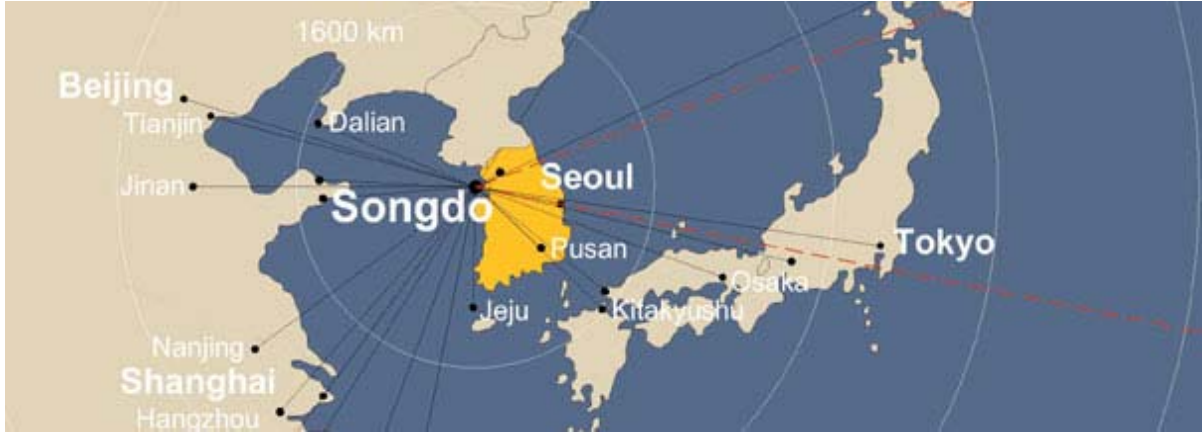 1600 km
Beijing
Tianjin
Dalian
Jinan
Seoul
Songdo
Pusan
Tokyo
Osaka
Jeju
Kitakyushu
Nanjing
Shanghai
Hangzhou